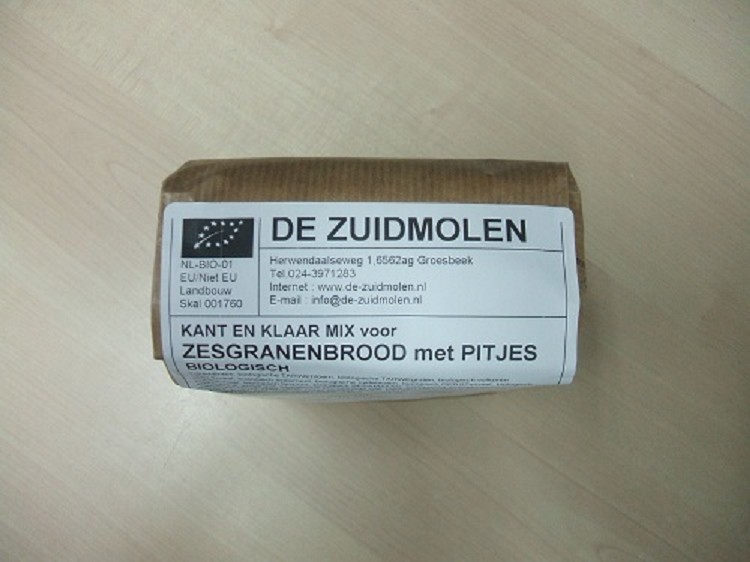 DE ZUIDMOLEN
NL-BIO-01
EU/Niet EU
Landbouw
Skal 001760
Herwendaalseweg 1,6562ag Groesbeek
Tel.024-3971283
Internet : www.de-zuidmolen.nl
E-mail : info@de-zuidmolen.nl
KANT EN KLAAR MIX voor
ZESGRANENBROOD met PITJES
BIOLOGISCH